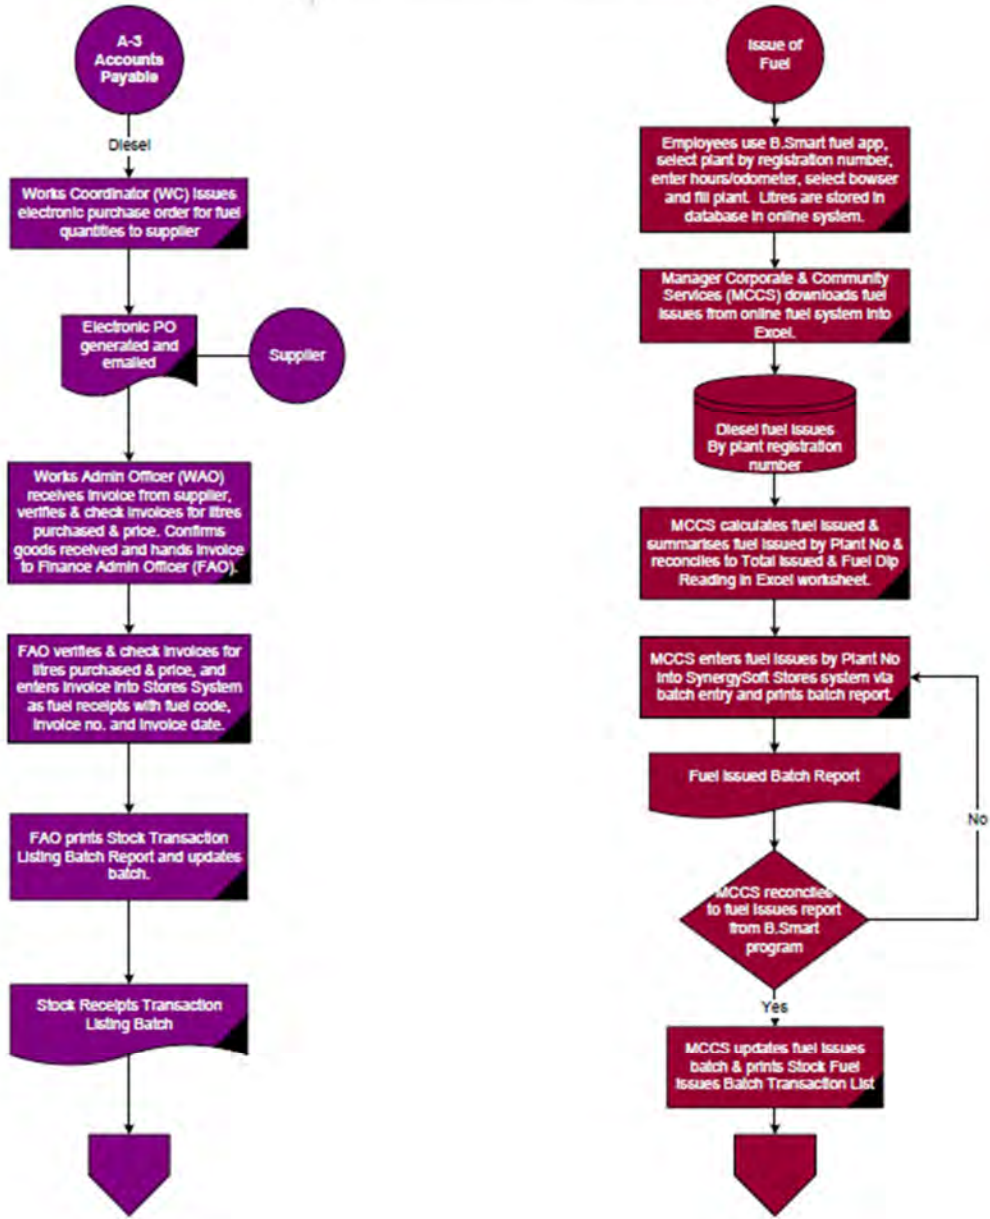 A-3
Accounts
Payable
Diesel
Works Coordinator (WC) issues
electronic purchase order for fuel
quantities to supplier
Electronic PO
generated and
emailed
Supplier
Works Admin Officer (WAO)
receives invoice from supplier,
verifies & check invoices for litres
purchased & price. Confirms
goods received and hands invoice
to Finance Admin Officer (FAO).
FAO verifies & check invoices for
litres purchased & price, and
enters invoice into Stores System
as fuel receipts with fuel code,
invoice no. and invoice date.
FAO prints Stock Transaction
Listing Batch Report and updates
batch.
Stock Receipts Transaction
Listing Batch
Issue of
Fuel
Employees use B.Smart fuel app,
select plant by registration number,
enter hours/odometer, select bowser
and fill plant. Litres are stored in
database in online system.
Manager Corporate & Community
Services (MCCS) downloads fuel
issues from online fuel system into
Excel.
Diesel fuel issues
By plant registration
number
MCCS calculates fuel issued &
summarises fuel issued by Plant No &
reconciles to Total issued & Fuel Dip
Reading in Excel worksheet.
MCCS enters fuel issues by Plant No
into SynergySoft Stores system via
batch entry and prints batch report.
Fuel Issued Batch Report
No
MCCS reconciles
to fuel issues report
from B.Smart
program
Yes
MCCS updates fuel issues
batch & prints Stock Fuel
Issues Batch Transaction List